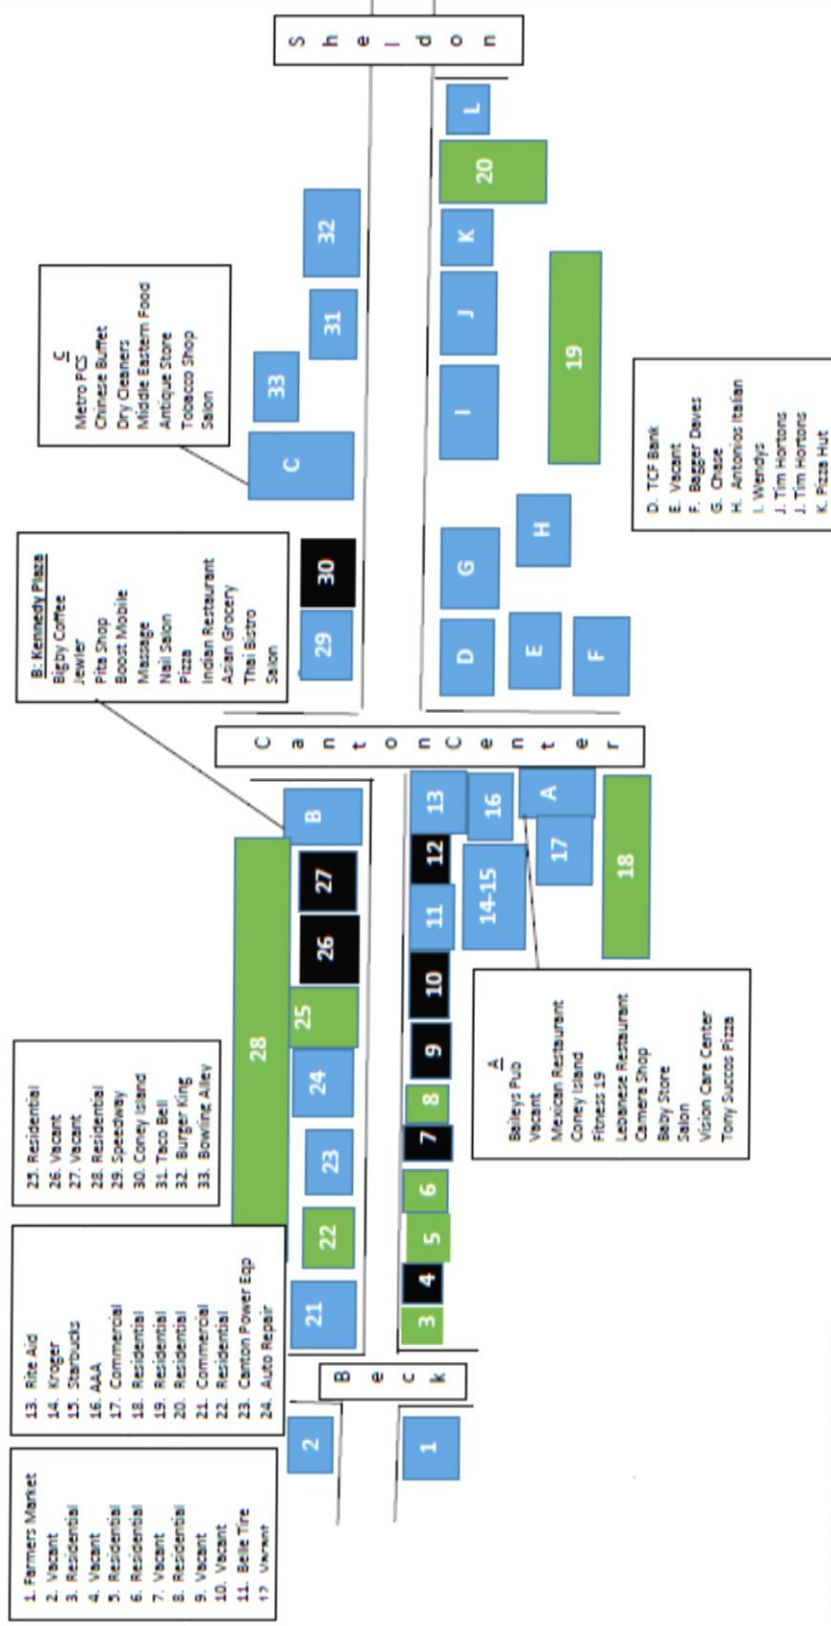 1. Farmers Market
2. Vacant
3. Residential
4. Vacant
5. Residential
6. Residential
7. Vacant
8. Residential
9. Vacant
10. Vacant
11. Belle Tire
12. Vacant
13. Rite Aid
14. Kroger
15. Starbucks
16. AAA
17. Commercial
18. Residential
19. Residential
20. Residential
21. Commercial
22. Residential
23. Canton Power Eqp
24. Auto Repair
25. Residential
26. Vacant
27. Vacant
28. Residential
29. Speedway
30. Coney Island
31. Taco Bell
32. Burger King
33. Bowling Alley
B: Kennedy Plaza
Bigby Coffee
Jewler
Pita Shop
Boost Mobile
Massage
Nail Salon
Pizza
Indian Restaurant
Asian Grocery
Thai Bistro
Salon
C
Metro PCS
Chinese Buffet
Dry Cleaners
Middle Eastern Food
Antique Store
Tobacco Shop
Salon
28
2
21
22
23
24
25
26
27
B
29
30
C
33
31
32
Beck
Canton Center
Sheldon
1
3
4
5
6
7
8
9
10
11
12
13
14-15
16
17
A
18
D
E
F
G
H
I
J
K
20
L
19
A
Baileys Pub
Vacant
Mexican Restaurant
Coney Island
Fitness 19
Lebanese Restaurant
Camera Shop
Baby Store
Salon
Vision Care Center
Tony Succos Pizza
D. TCF Bank
E. Vacant
F. Bagger Daves
G. Chase
H. Antonios Italian
I. Wendys
J. Tim Hortons
J. Tim Hortons
K. Pizza Hut